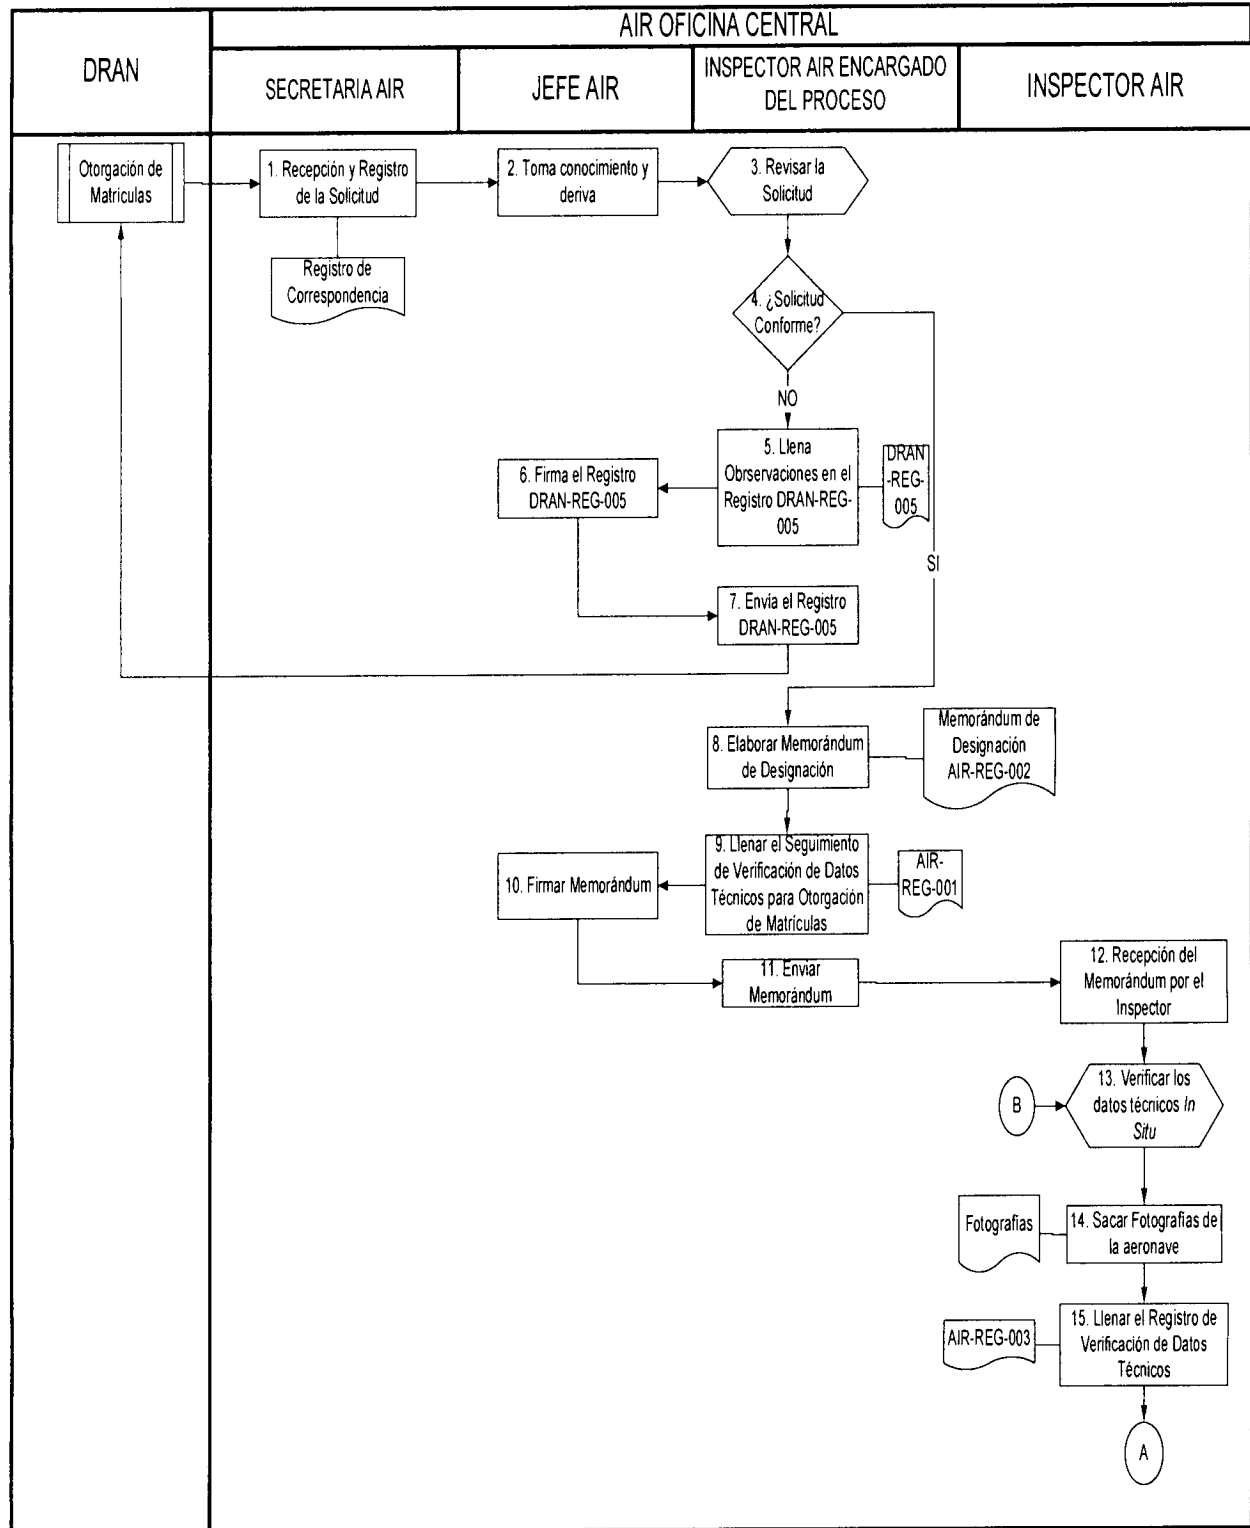 AIR OFICINA CENTRAL
DRAN
SECRETARIA AIR
JEFE AIR
INSPECTOR AIR ENCARGADO
DEL PROCESO
INSPECTOR AIR
Otorgación de
Matriculas
1. Recepción y Registro
de la Solicitud
2. Toma conocimiento y
deriva
3. Revisar la
Solicitud
Registro de
Correspondencia
4. ¿Solicitud
Conforme?
NO
5. Llena
Obrservaciones en el
Registro DRAN-REG-
005
DRAN
-REG-
005
6. Firma el Registro
DRAN-REG-005
SI
7. Envía el Registro
DRAN-REG-005
8. Elaborar Memorándum
de Designación
Memorándum de
Designación
AIR-REG-002
9. Llenar el Seguimiento
de Verificación de Datos
Técnicos para Otorgación
de Matrículas
AIR-
REG-001
10. Firmar Memorándum
11. Enviar
Memorándum
12. Recepción del
Memorándum por el
Inspector
B
13. Verificar los
datos técnicos In
Situ
Fotografías
14. Sacar Fotografías de
la aeronave
AIR-REG-003
15. Llenar el Registro de
Verificación de Datos
Técnicos
A